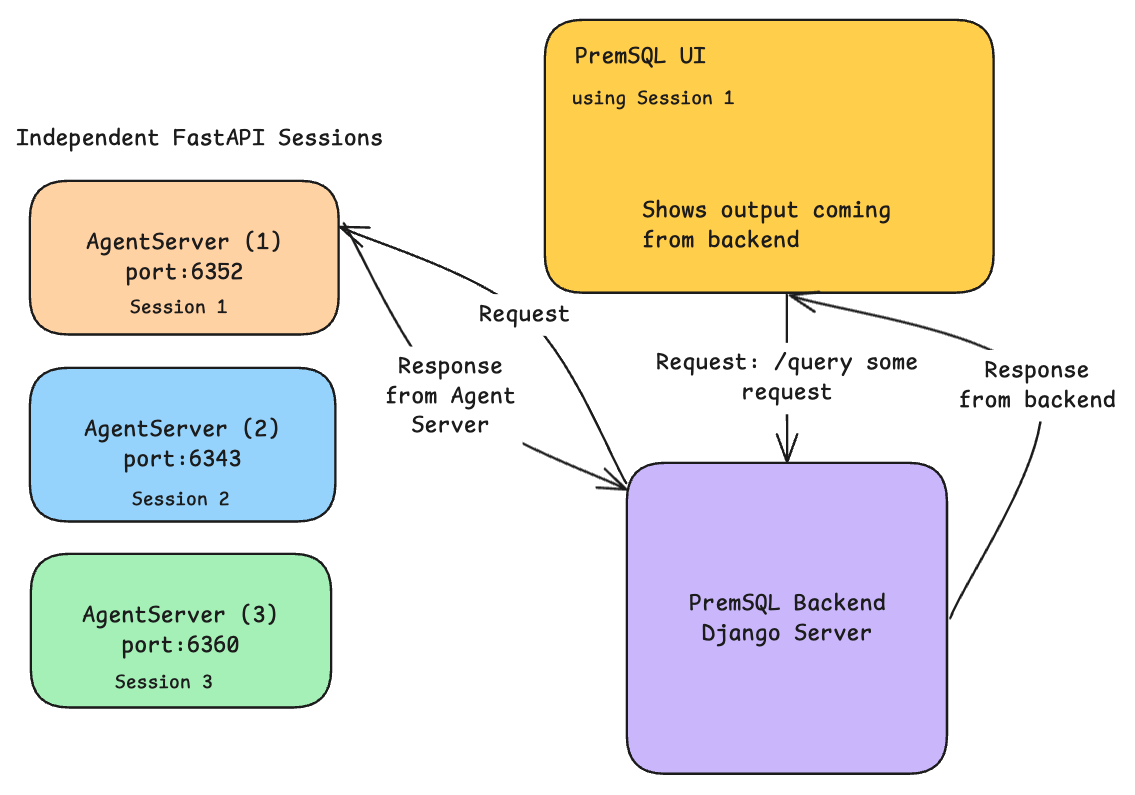 PremSQL UI
using Session 1
Shows output coming
from backend
Independent FastAPI Sessions
AgentServer (1)
port:6352
Session 1
AgentServer (2)
port:6343
Session 2
AgentServer (3)
port:6360
Session 3
Request
Response
from Agent
Server
Request: /query some
request
Response
from backend
PremSQL Backend
Django Server